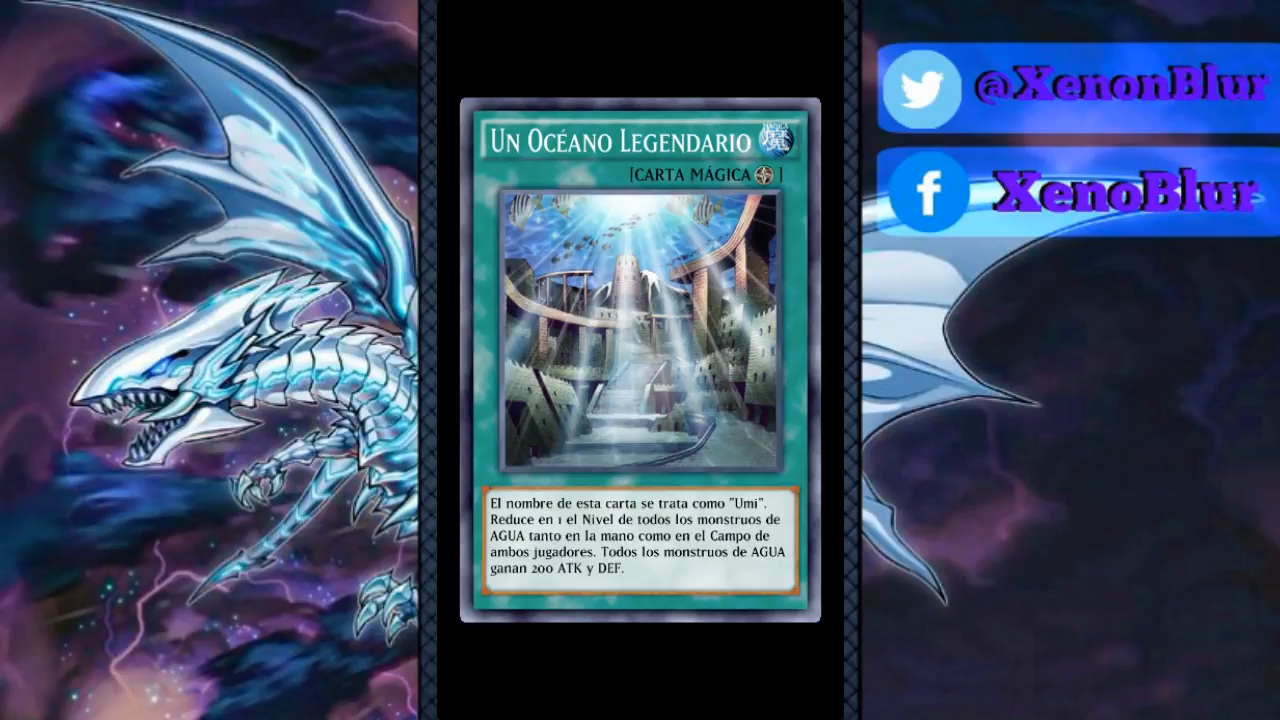 @XenonBlur
XenoBlur
UN OCÉANO LEGENDARIO
[CARTA MÁGICA ]
El nombre de esta carta se trata como "Umi".
Reduce en 1 el Nivel de todos los monstruos de
AGUA tanto en la mano como en el Campo de
ambos jugadores. Todos los monstruos de AGUA
ganan 200 ATK y DEF.